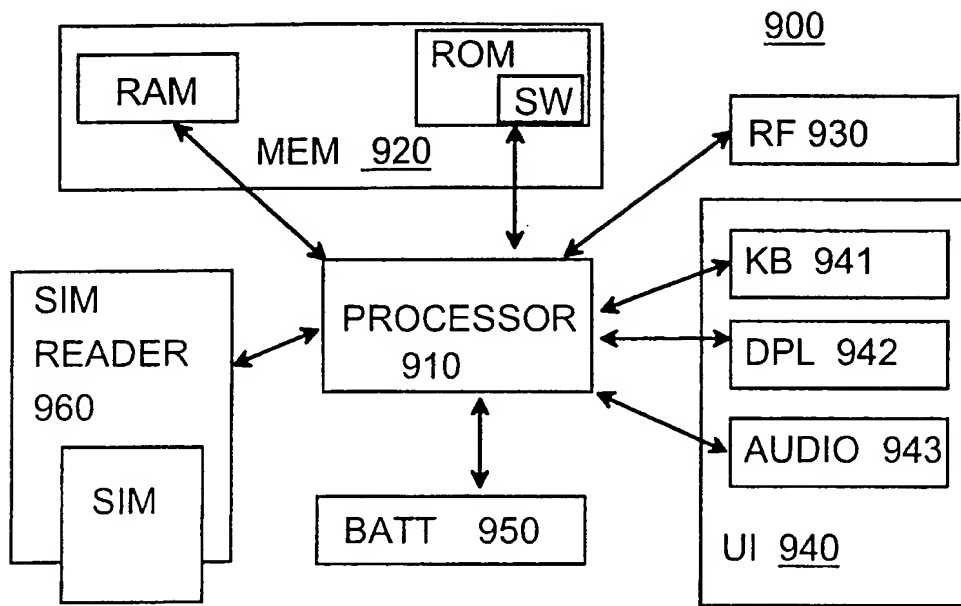 900
ROM
RAM
SW
MEM 920
RF 930
KB 941
SIM
READER
960
PROCESSOR
910
DPL 942
AUDIO 943
SIM
BATT 950
UI 940